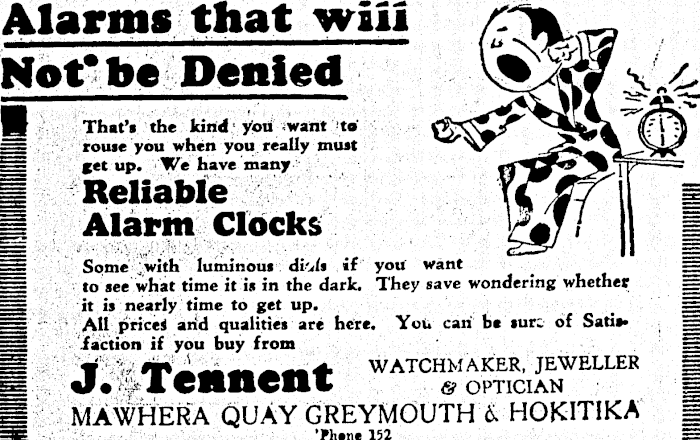 Alarms that will
Not be Denied
That's the kind you want to
rouse you when you really must
get up. We have many
Reliable
Alarm Clocks
Some with luminous dials if you want
to see what time it is in the dark. They save wondering whether
it is nearly time to get up.
All prices and qualities are here. You can be sure of Satis-
faction if you buy from
J. Tennent
WATCHMAKER, JEWELLER
& OPTICIAN
MAWHERA QUAY GREYMOUTH & HOKITIKA
'Phone 152